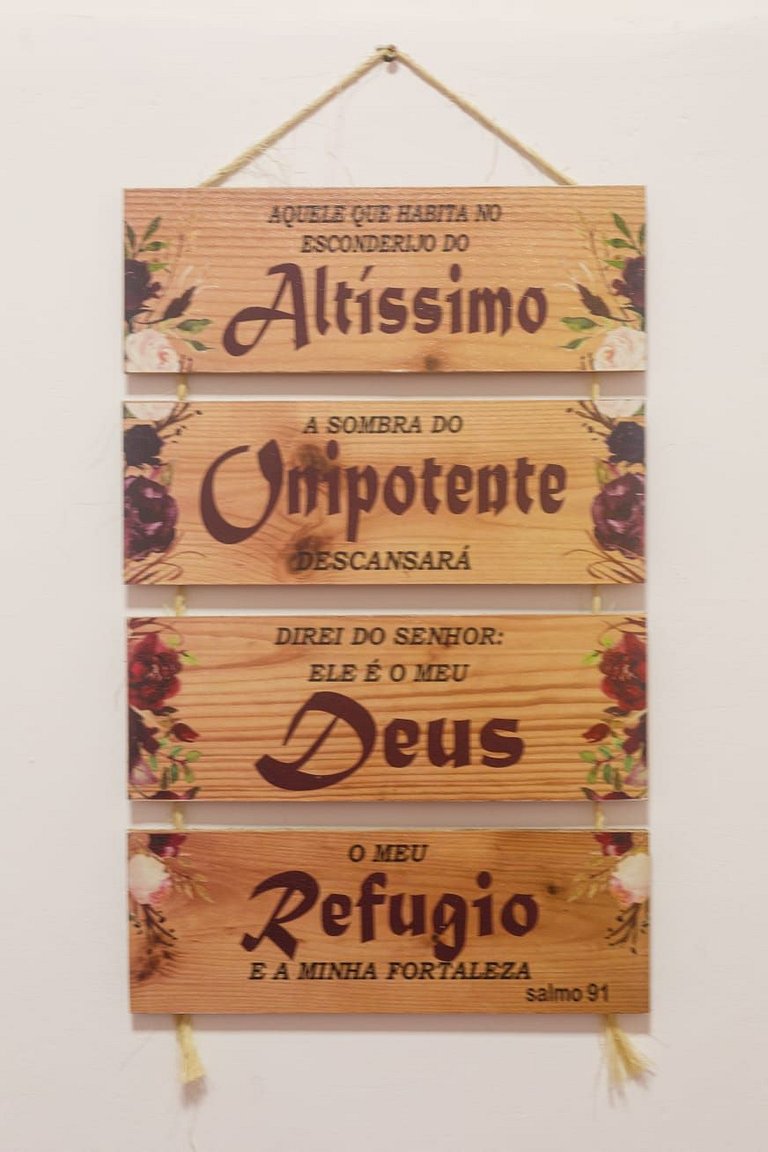 AQUELE QUE HABITA NO
ESCONDERIJO DO
Altíssimo
A SOMBRA DO
Onipotente
DESCANSARÁ
DIREI DO SENHOR:
ELE É O MEU
Deus
O MEU
Refugio
E A MINHA FORTALEZA
salmo 91